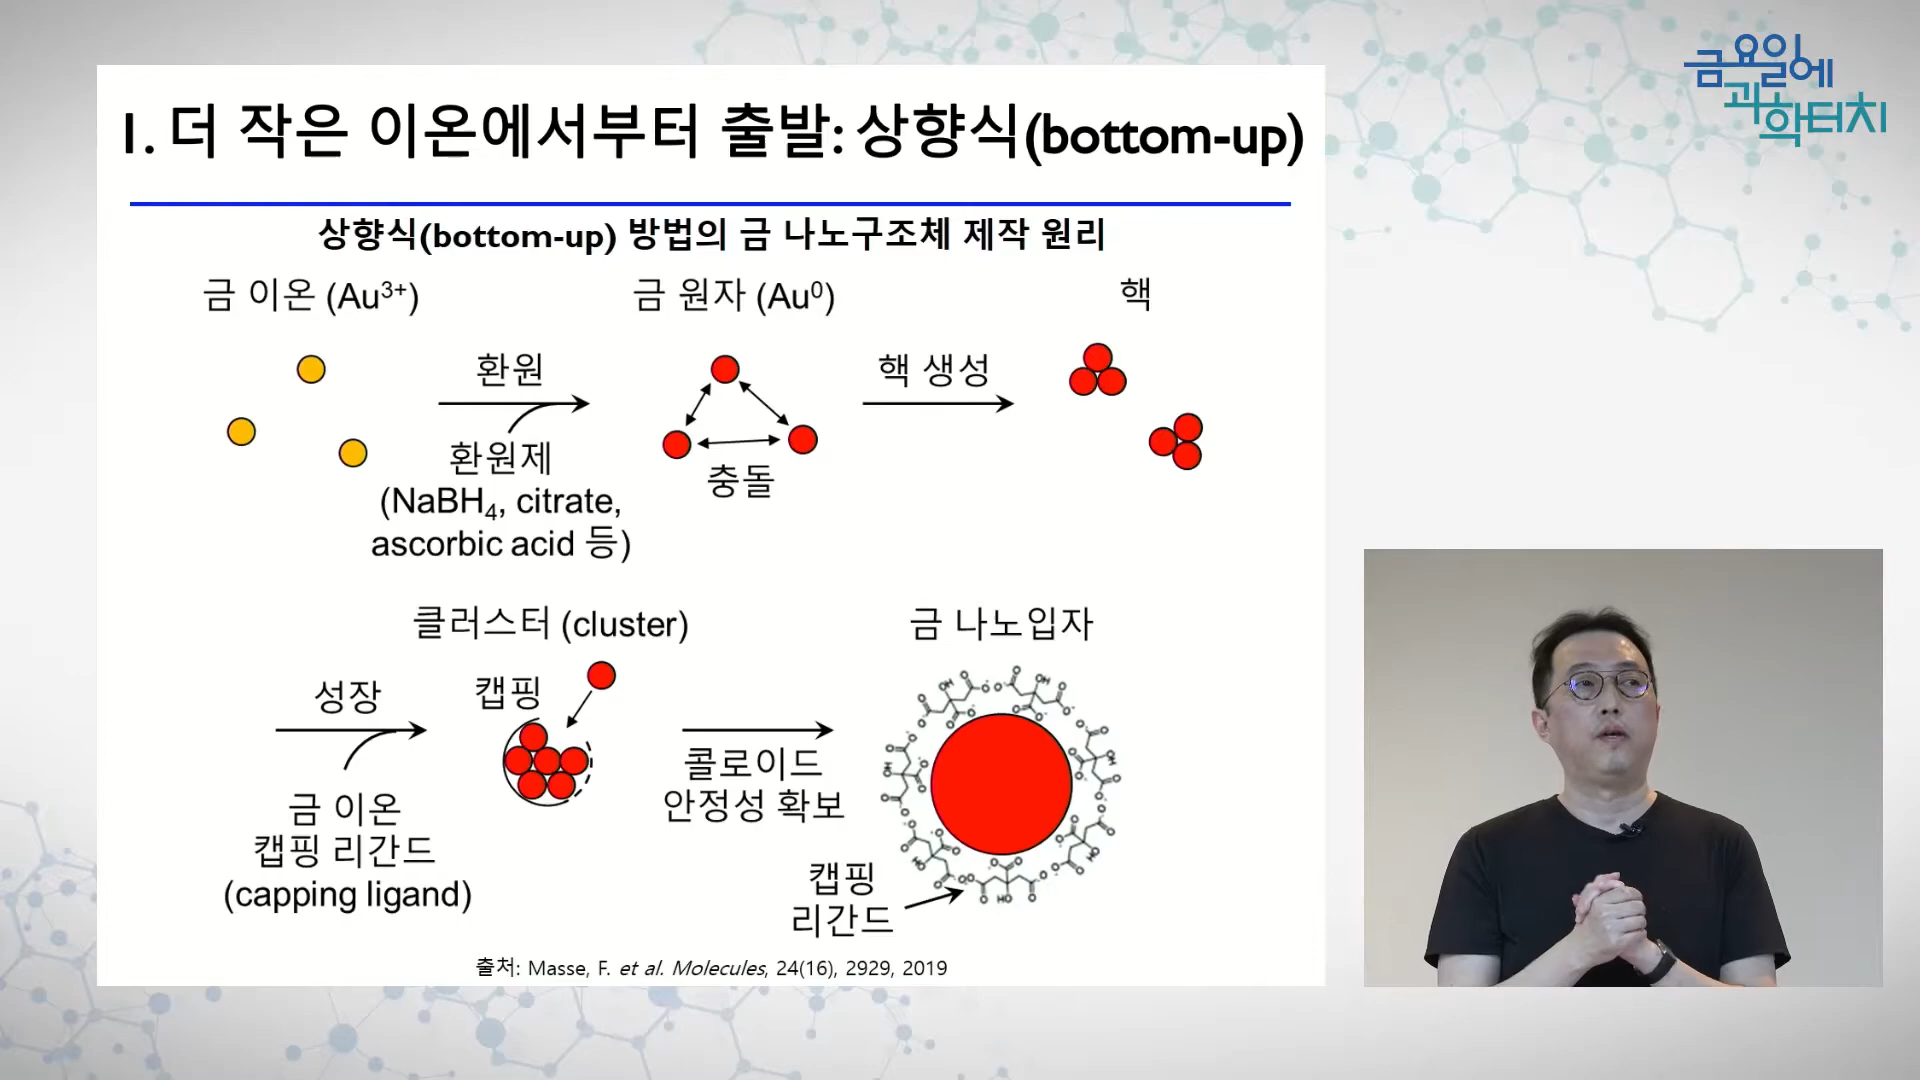 금요일에
과학터치
I. 더 작은 이온에서부터 출발: 상향식(bottom-up)
상향식(bottom-up) 방법의 금 나노구조체 제작 원리
금 이온 (Au³⁺)
금 원자 (Au⁰)
핵
환원
핵 생성
환원제
(NaBH₄, citrate,
ascorbic acid 등)
충돌
클러스터 (cluster)
금 나노입자
성장
캡핑
금 이온
캡핑 리간드
(capping ligand)
콜로이드
안정성 확보
캡핑
리간드
출처: Masse, F. et al. Molecules, 24(16), 2929, 2019